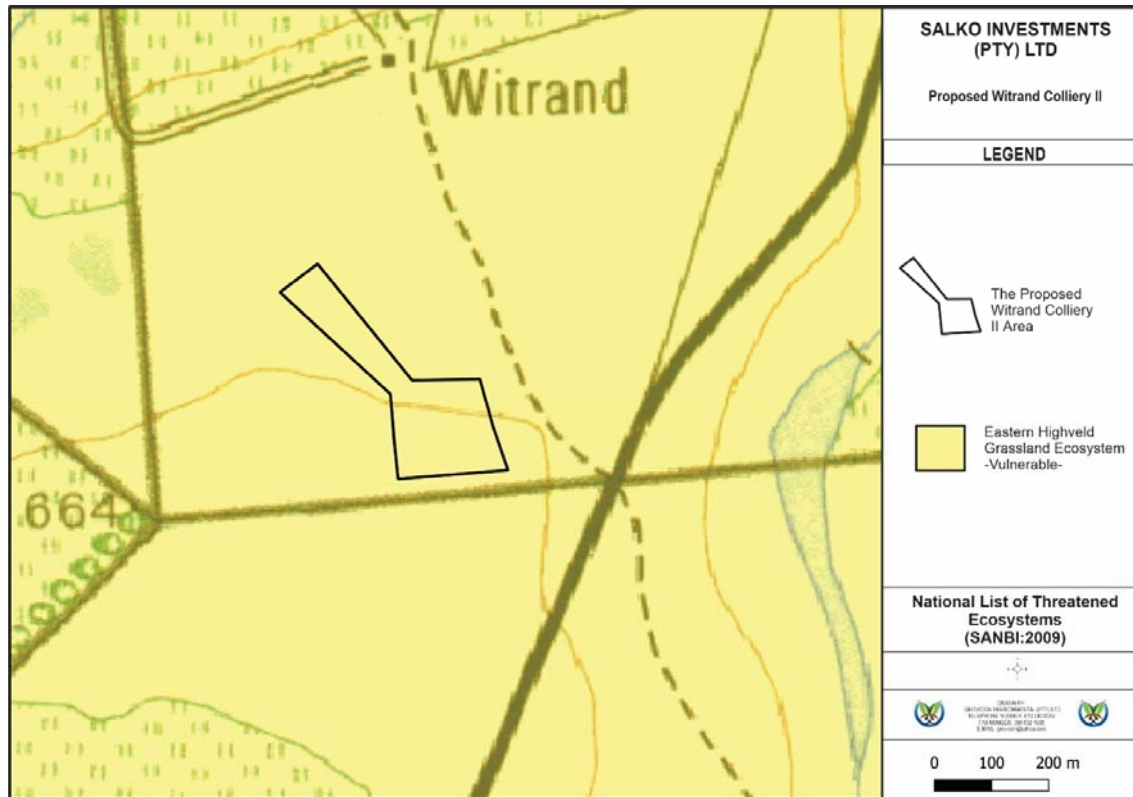 Witrand
664
SALKO INVESTMENTS
(PTY) LTD
Proposed Witrand Colliery II
LEGEND
The Proposed
Witrand Colliery
II Area
Eastern Highveld
Grassland Ecosystem
-Vulnerable-
National List of Threatened
Ecosystems
(SANBI:2009)
0 100 200 m